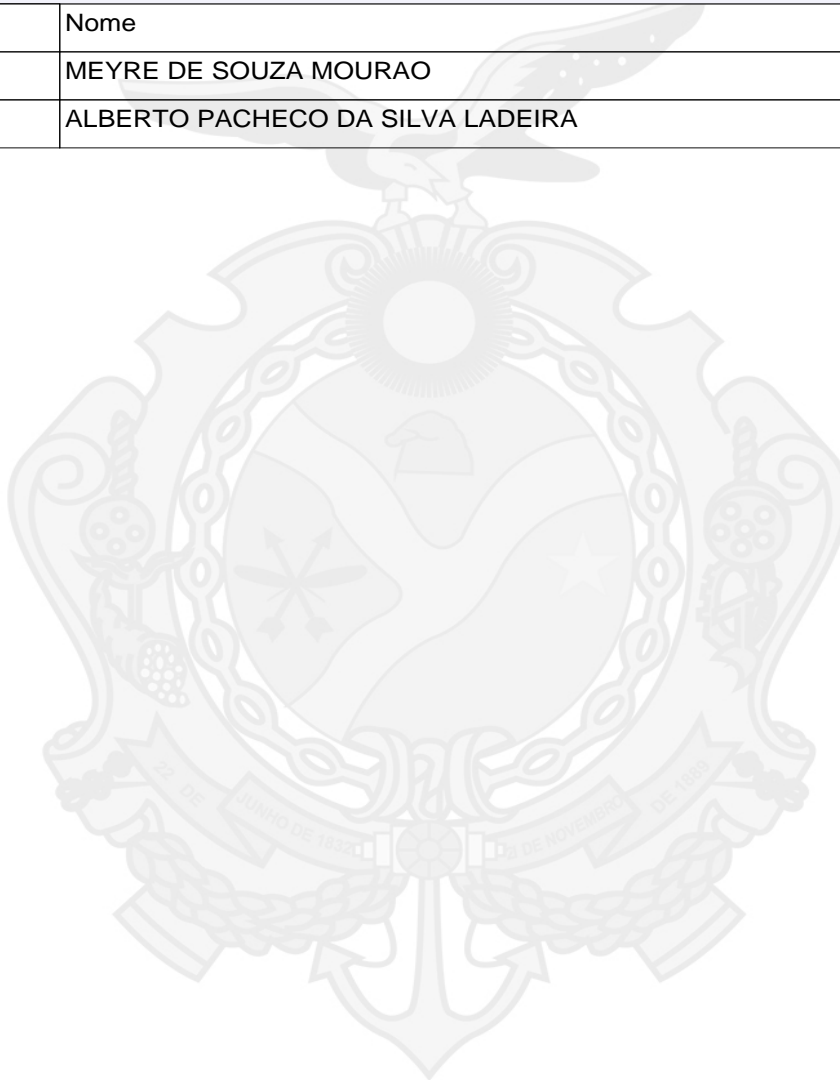 Nome
MEYRE DE SOUZA MOURAO
ALBERTO PACHECO DA SILVA LADEIRA
22 DE
JUNHO DE 1832
21 DE NOVEMBRO
DE 1889